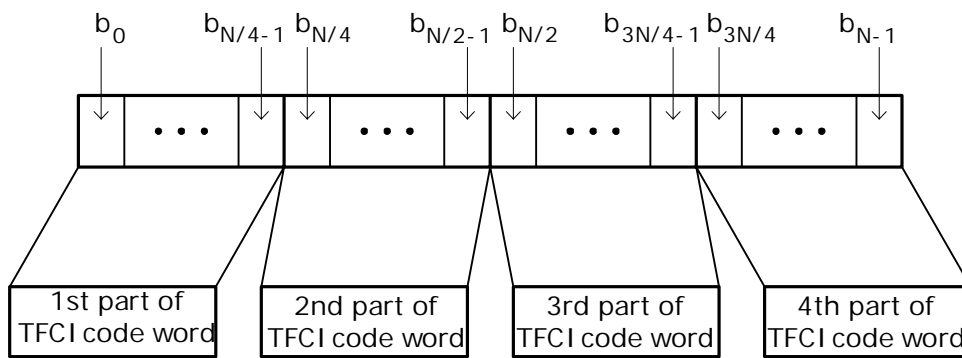 b0 bN/4-1 bN/4 bN/2-1 bN/2 b3N/4-1 b3N/4 bN-1
1st part of
TFCI code word
2nd part of
TFCI code word
3rd part of
TFCI code word
4th part of
TFCI code word